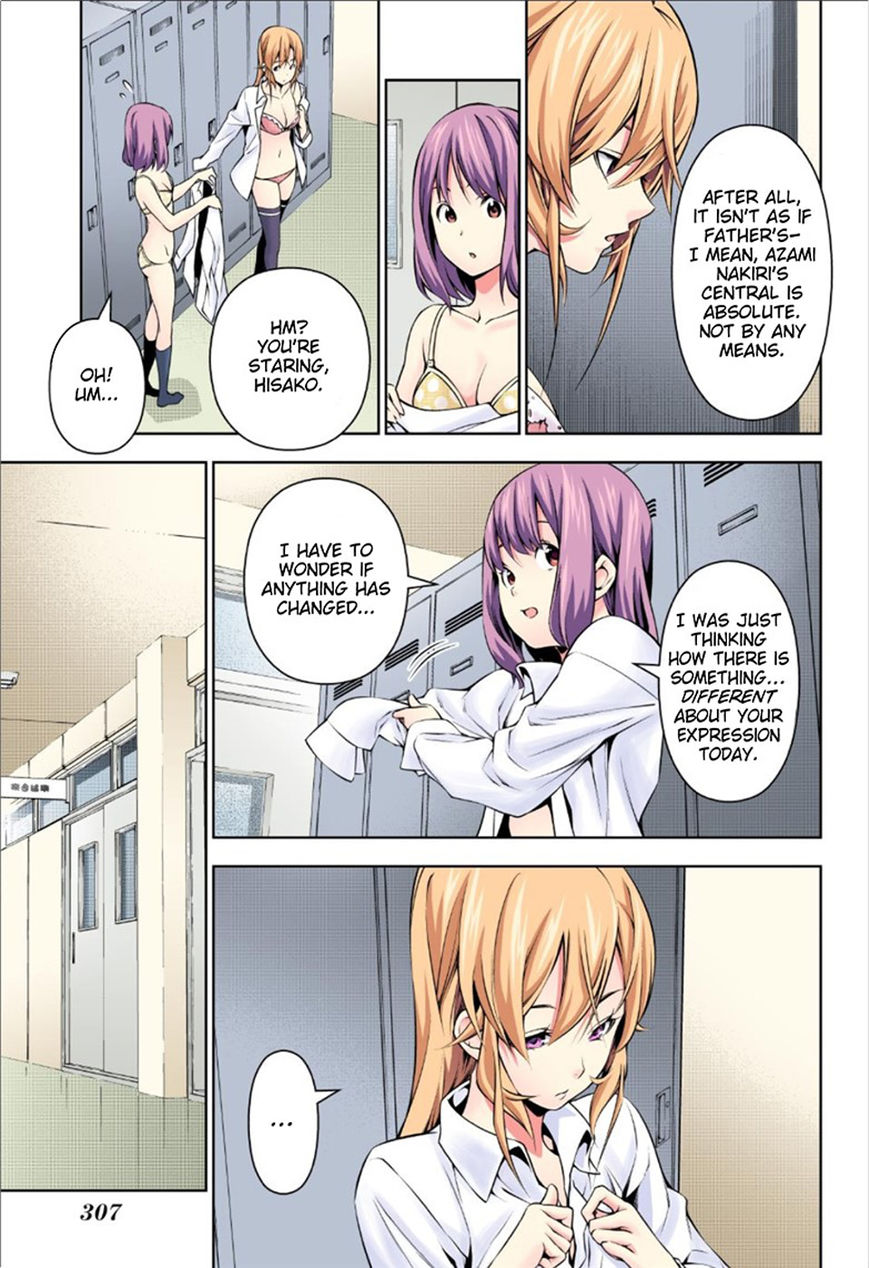 AFTER ALL,
IT ISN'T AS IF
FATHER'S-
I MEAN, AZAMI
NAKIRI'S
CENTRAL IS
ABSOLUTE.
NOT BY ANY
MEANS.
HM?
YOU'RE
STARING,
HISAKO.
OH!
UM...
I WAS JUST
THINKING
HOW THERE IS
SOMETHING...
DIFFERENT
ABOUT YOUR
EXPRESSION
TODAY.
I HAVE TO
WONDER IF
ANYTHING HAS
CHANGED...
...
307